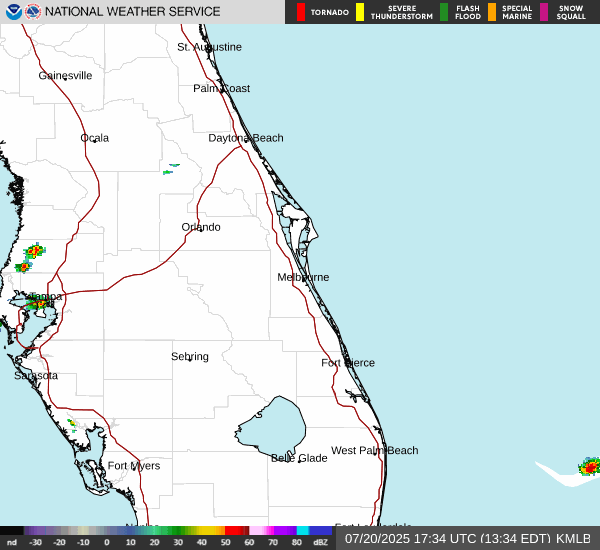 NATIONAL WEATHER SERVICE
TORNADO
SEVERE THUNDERSTORM
FLASH FLOOD
SPECIAL MARINE
SNOW SQUALL
St. Augustine
Gainesville
Palm Coast
Ocala
Daytona Beach
Orlando
Melbourne
Tampa
Sebring
Fort Pierce
Sarasota
West Palm Beach
Belle Glade
Fort Myers
nd -30 -20 -10 0 10 20 30 40 50 60 70 80 dBZ
07/20/2025 17:34 UTC (13:34 EDT) KMLB